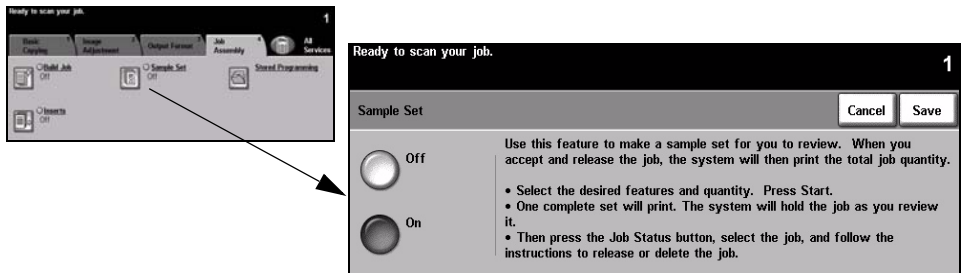 Ready to scan your job.
1
Basic Copying
1
Image Adjustment
2
Output Format
3
Job Assembly
4
All Services
Build Job
Off
Sample Set
Off
Stored Programming
Inserts
Off
Ready to scan your job.
1
Sample Set
Cancel
Save
Off
On
Use this feature to make a sample set for you to review. When you
accept and release the job, the system will then print the total job quantity.
• Select the desired features and quantity. Press Start.
• One complete set will print. The system will hold the job as you review
it.
• Then press the Job Status button, select the job, and follow the
instructions to release or delete the job.